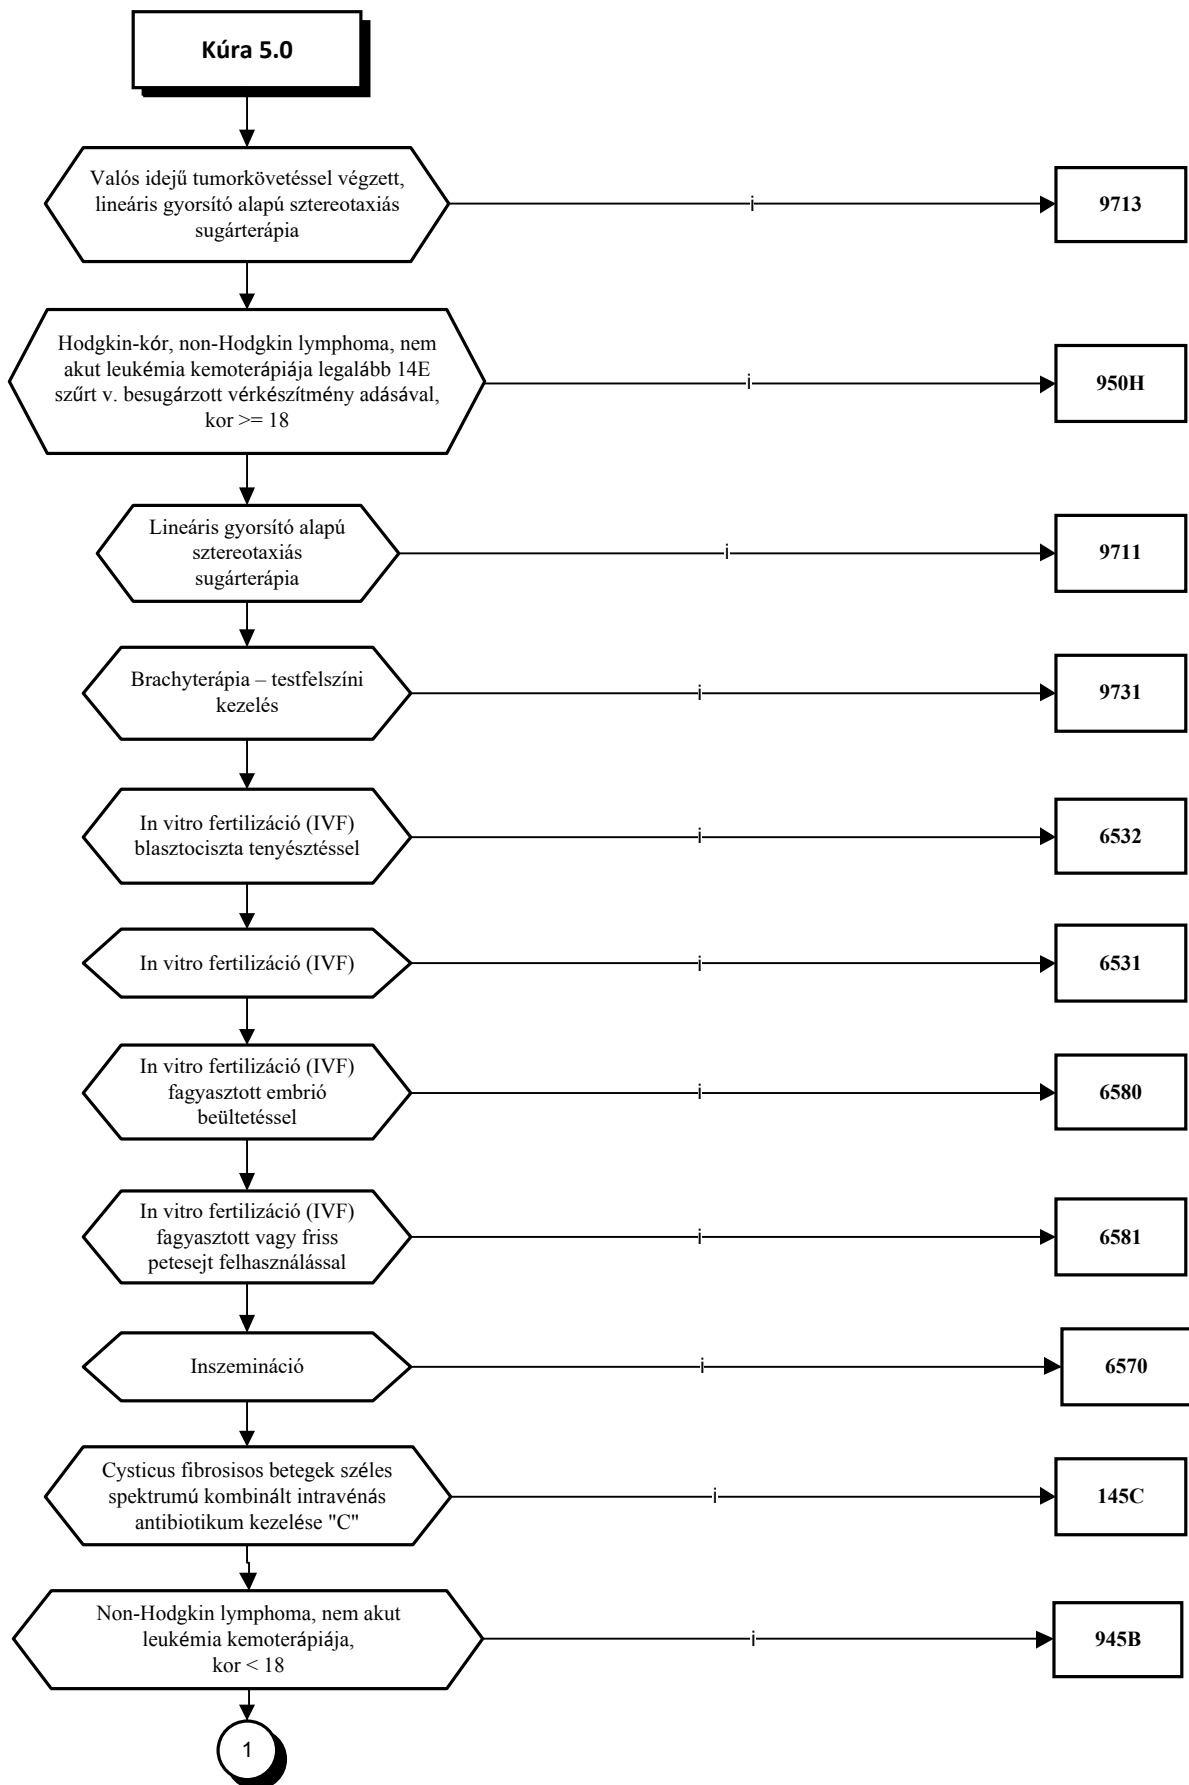 Kúra 5.0
Valós idejű tumorkövetéssel végzett,
lineáris gyorsító alapú sztereotaxiás
sugárterápia
i
9713
Hodgkin-kór, non-Hodgkin lymphoma, nem
akut leukémia kemoterápiája legalább 14E
szűrt v. besugárzott vérkészítmény adásával,
kor >= 18
i
950H
Lineáris gyorsító alapú
sztereotaxiás
sugárterápia
i
9711
Brachyterápia – testfelszíni
kezelés
i
9731
In vitro fertilizáció (IVF)
blasztociszta tenyésztéssel
i
6532
In vitro fertilizáció (IVF)
i
6531
In vitro fertilizáció (IVF)
fagyasztott embrió
beültetéssel
i
6580
In vitro fertilizáció (IVF)
fagyasztott vagy friss
petesejt felhasználással
i
6581
Inszemináció
i
6570
Cysticus fibrosisos betegek széles
spektrumú kombinált intravénás
antibiotikum kezelése "C"
i
145C
Non-Hodgkin lymphoma, nem akut
leukémia kemoterápiája,
kor < 18
i
945B
1